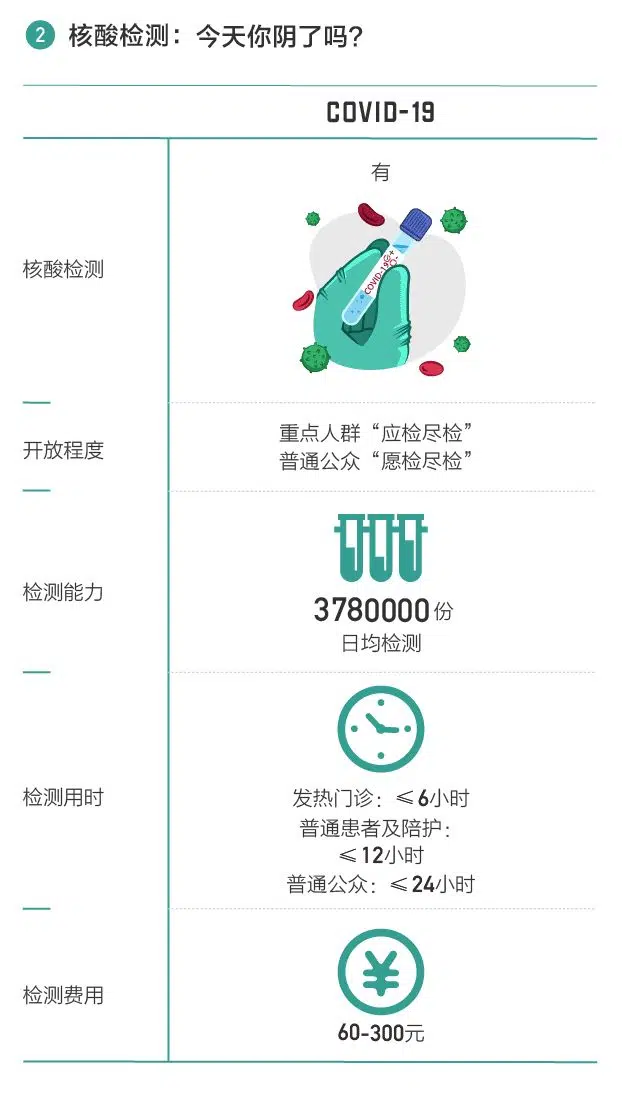 2 核酸检测：今天你阴了吗？
COVID-19
有
核酸检测
COVID-19
+
-
开放程度
重点人群“应检尽检”
普通公众“愿检尽检”
检测能力
3780000份
日均检测
检测用时
发热门诊：≤6小时
普通患者及陪护：
≤12小时
普通公众：≤24小时
检测费用
¥
60-300元